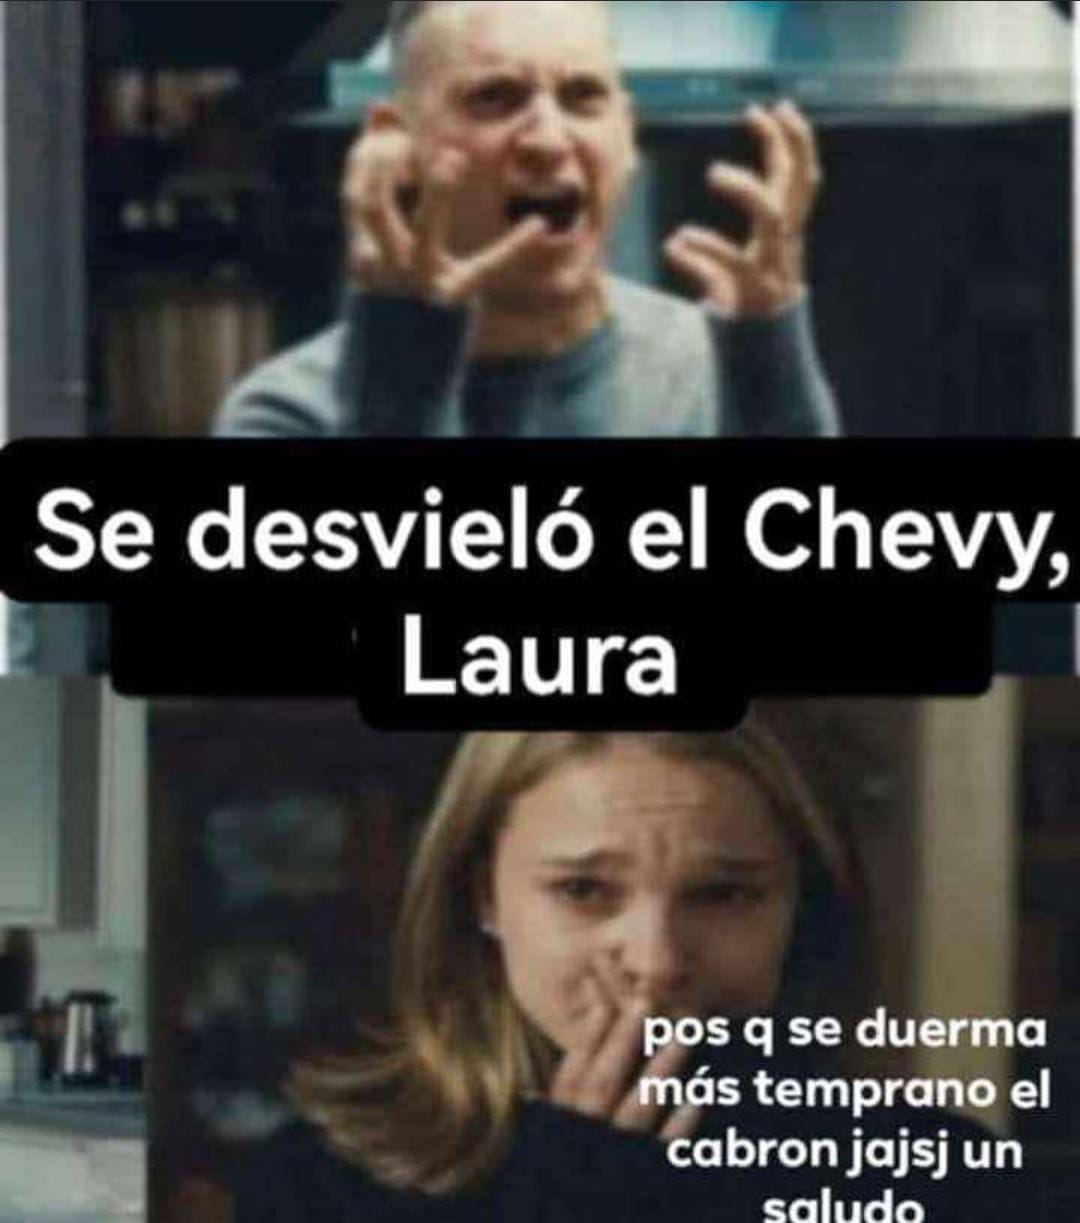 Se desvieló el Chevy,
Laura
pos q se duerma
más temprano el
cabron jajsj un
saludo